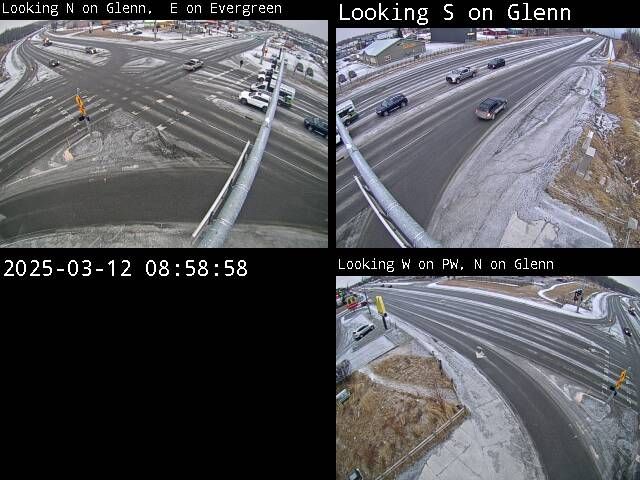 Looking N on Glenn,  E on Evergreen
Looking S on Glenn
2025-03-12 08:58:58
Looking W on PW, N on Glenn